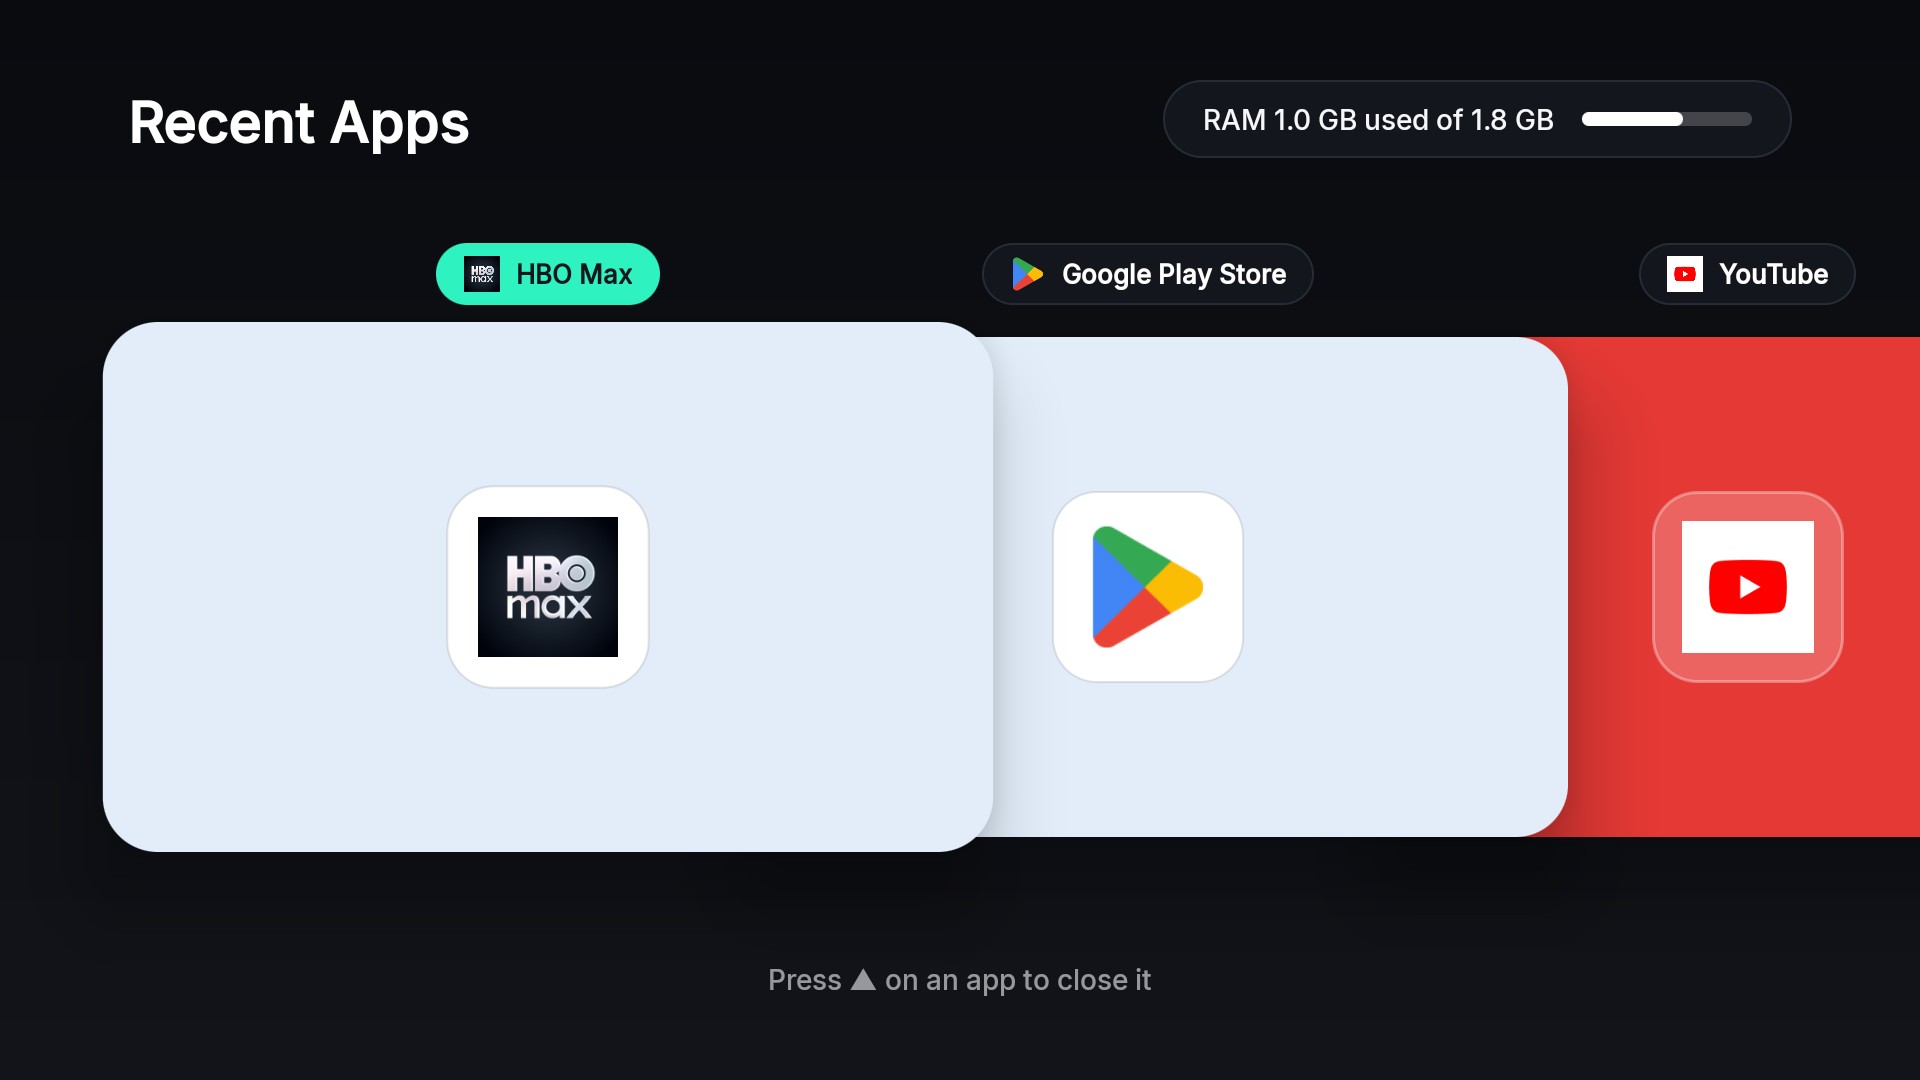 Recent Apps
RAM 1.0 GB used of 1.8 GB
HBO max
HBO Max
Google Play Store
YouTube
HBO
max
Press ▲ on an app to close it